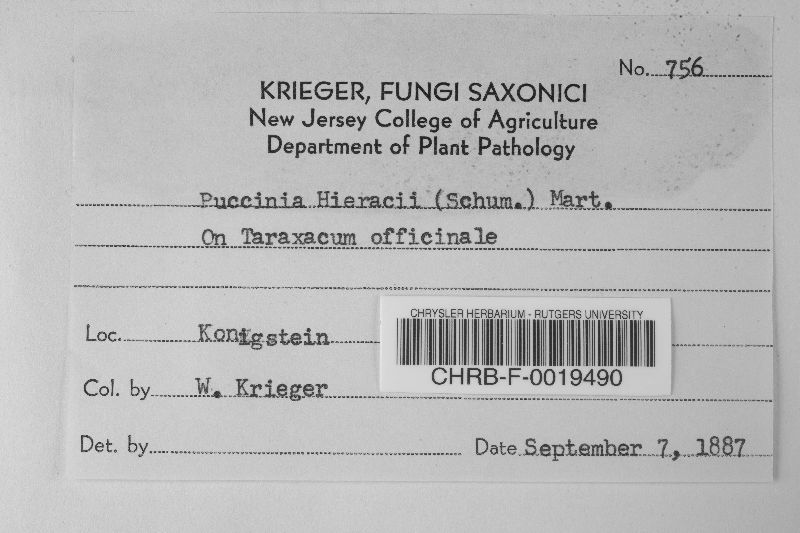 No. 756
KRIEGER, FUNGI SAXONICI
New Jersey College of Agriculture
Department of Plant Pathology
Puccinia Hieracii (Schum.) Mart.
On Taraxacum officinale
Loc. Konigstein
CHRYSLER HERBARIUM - RUTGERS UNIVERSITY
CHRB-F-0019490
Col. by W. Krieger
Det. by
Date September 7, 1887